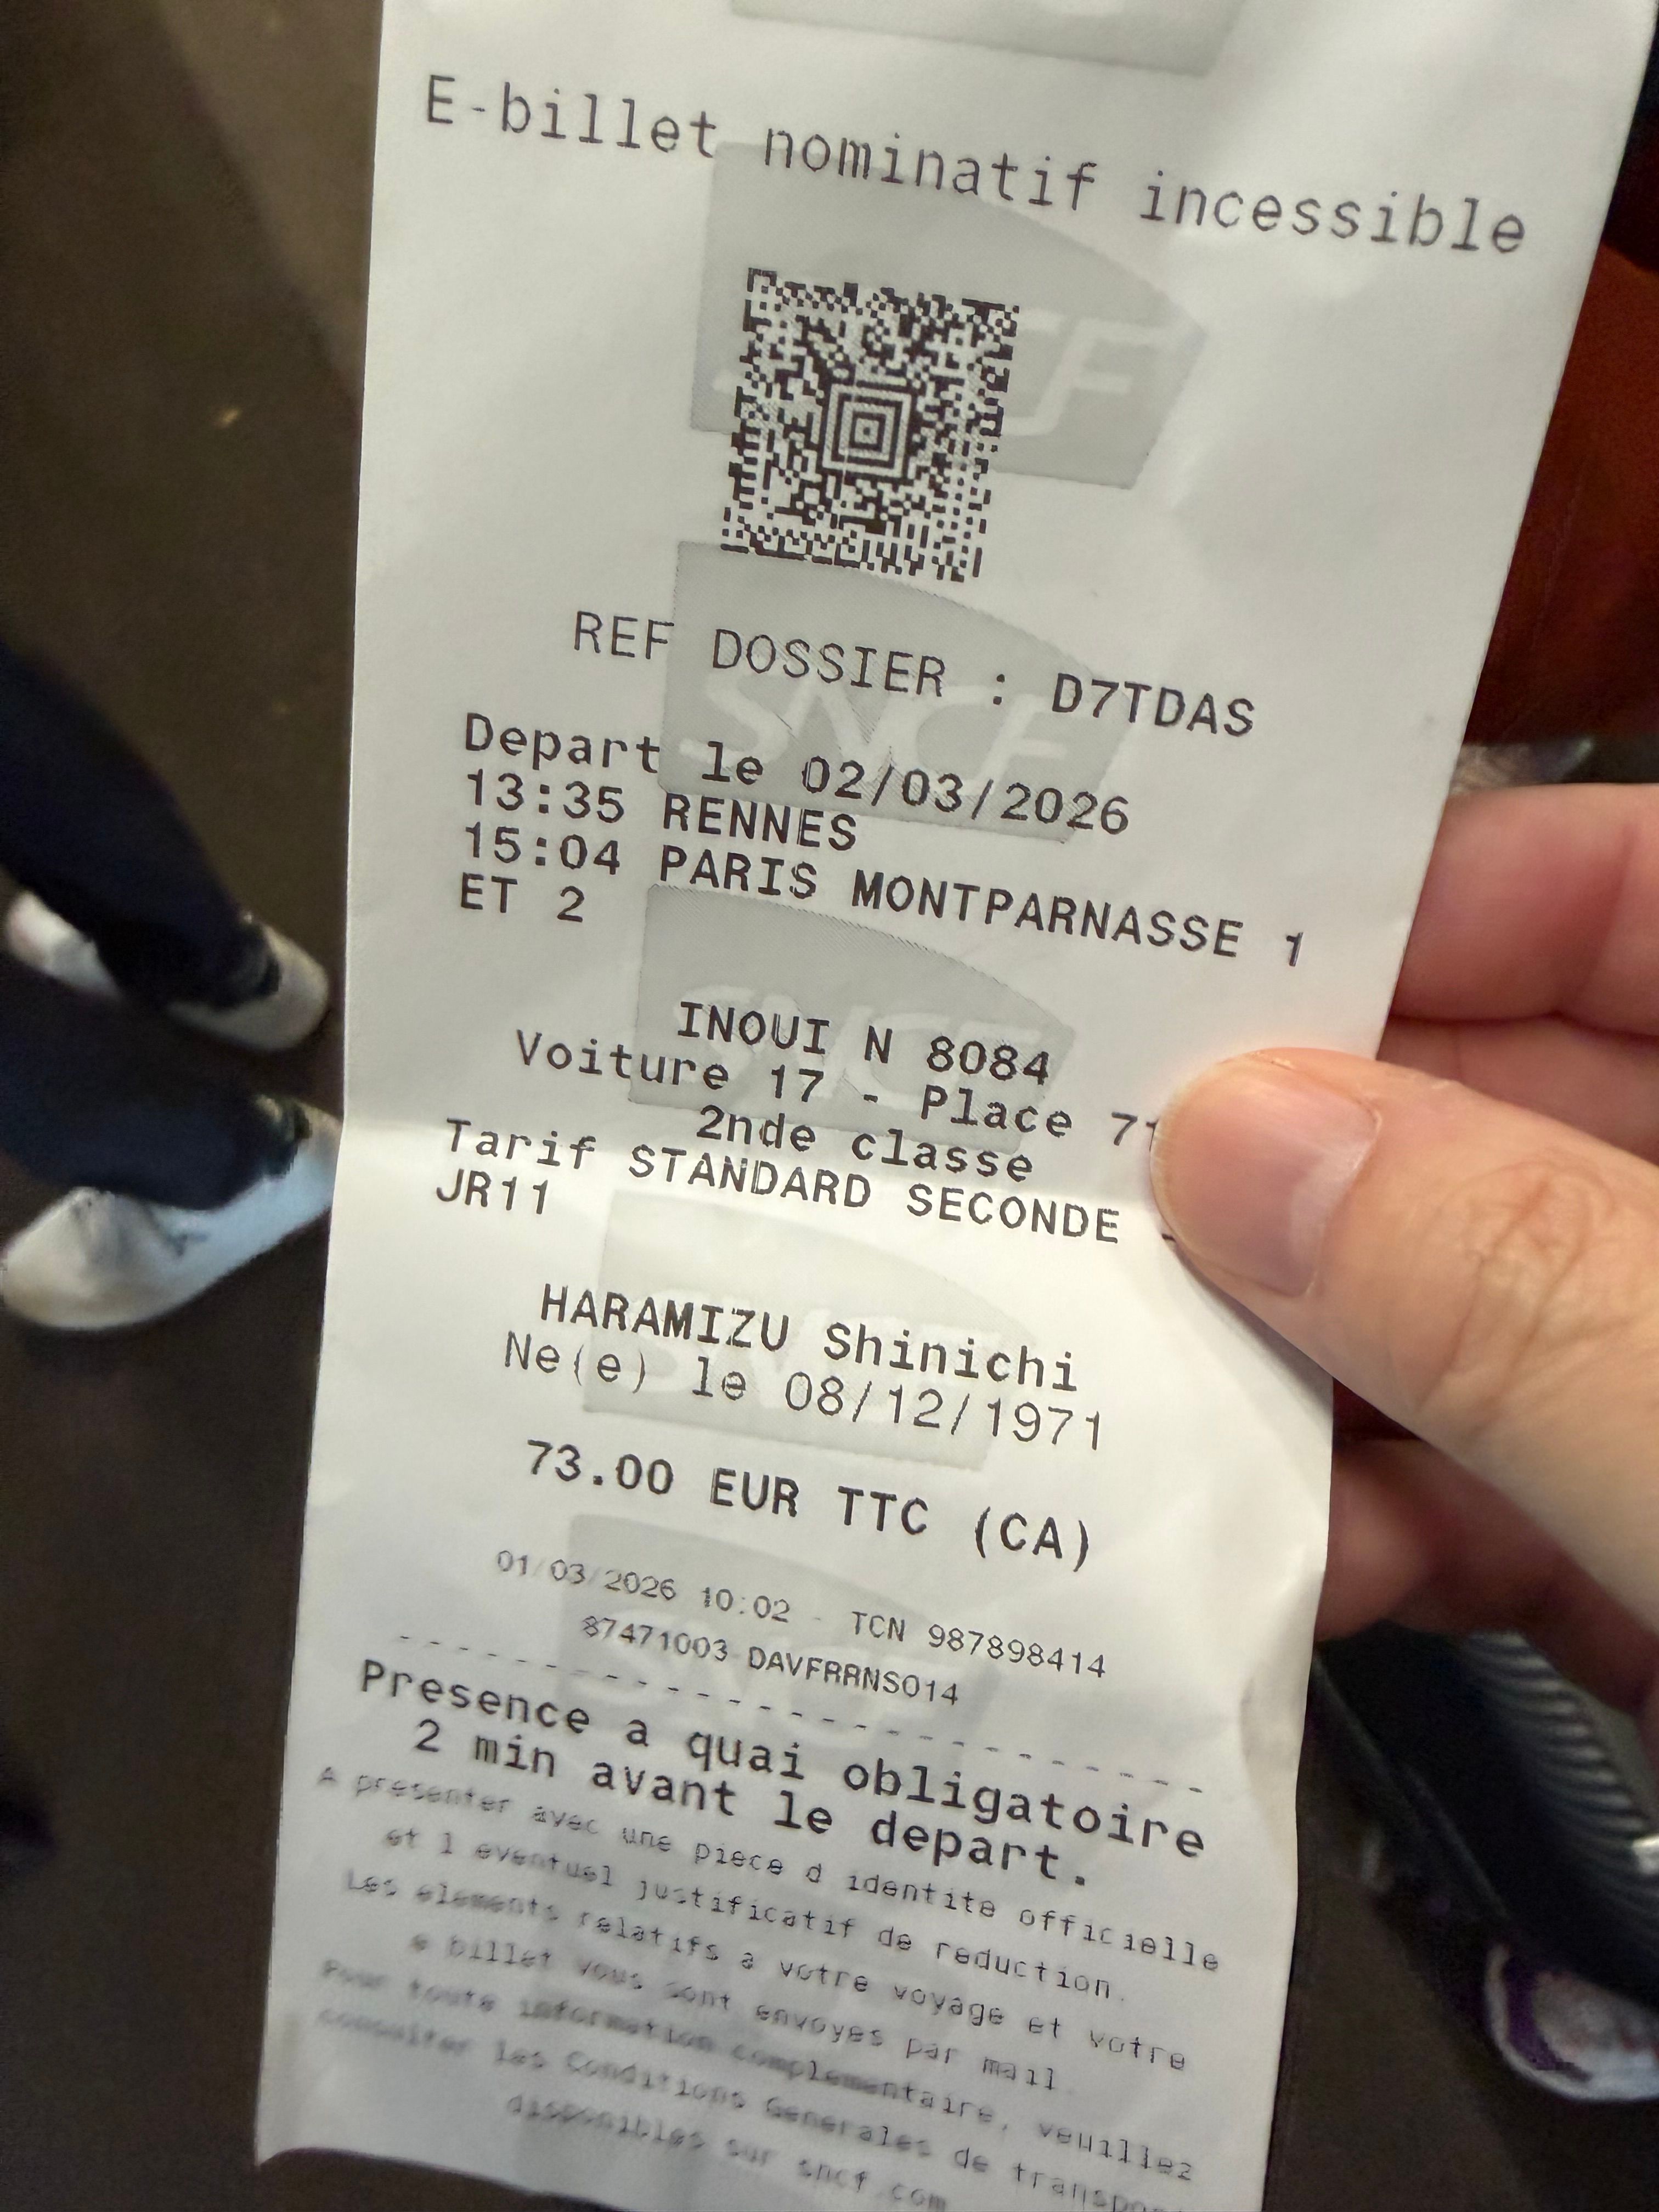 E-billet nominatif incessible
SNCF
REF DOSSIER : D7TDAS
Depart le 02/03/2026
13:35 RENNES
15:04 PARIS MONTPARNASSE 1
ET 2
INOUI N 8084
Voiture 17 - Place
2nde classe
Tarif STANDARD SECONDE
JR11
HARAMIZU Shinichi
Ne(e) le 08/12/1971
73.00 EUR TTC (CA)
01/03/2026 10:02 - TCN 987898414
87471003 DAVFRRNS014
Presence a quai obligatoire
2 min avant le depart.
A presenter avec une piece d identite officielle
et l eventuel justificatif de reduction.
Les elements relatifs a votre voyage et votre
e billet vous sont envoyes par mail
Pour toute information complementaire, veuillez
consulter les Conditions Generales de
disponibles sur sncf com